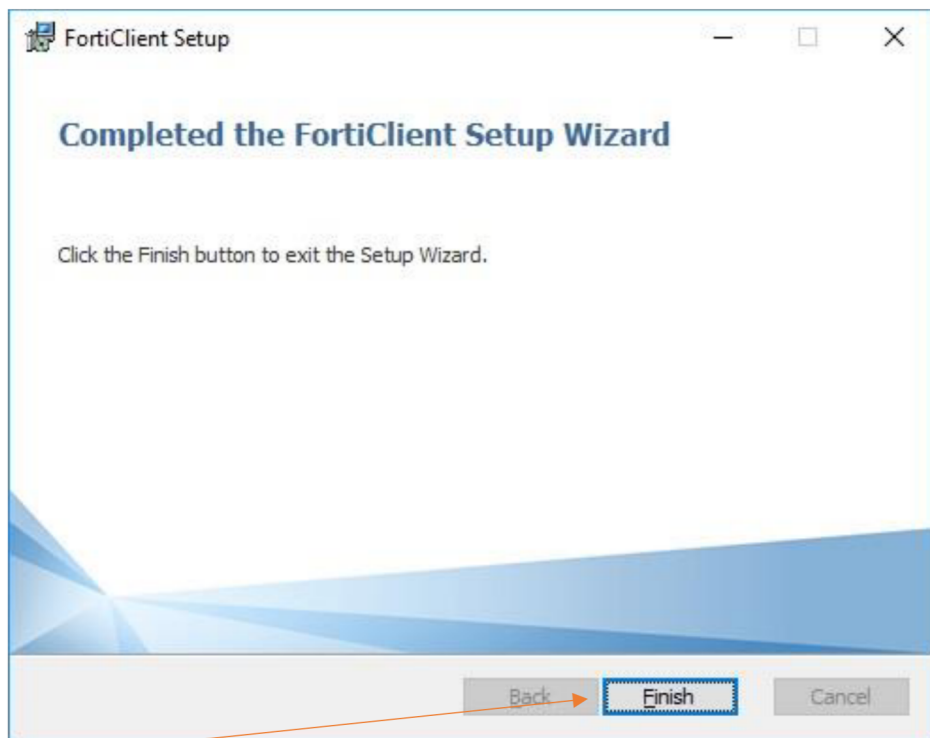 FortiClient Setup
Completed the FortiClient Setup Wizard
Click the Finish button to exit the Setup Wizard.
Back Finish Cancel